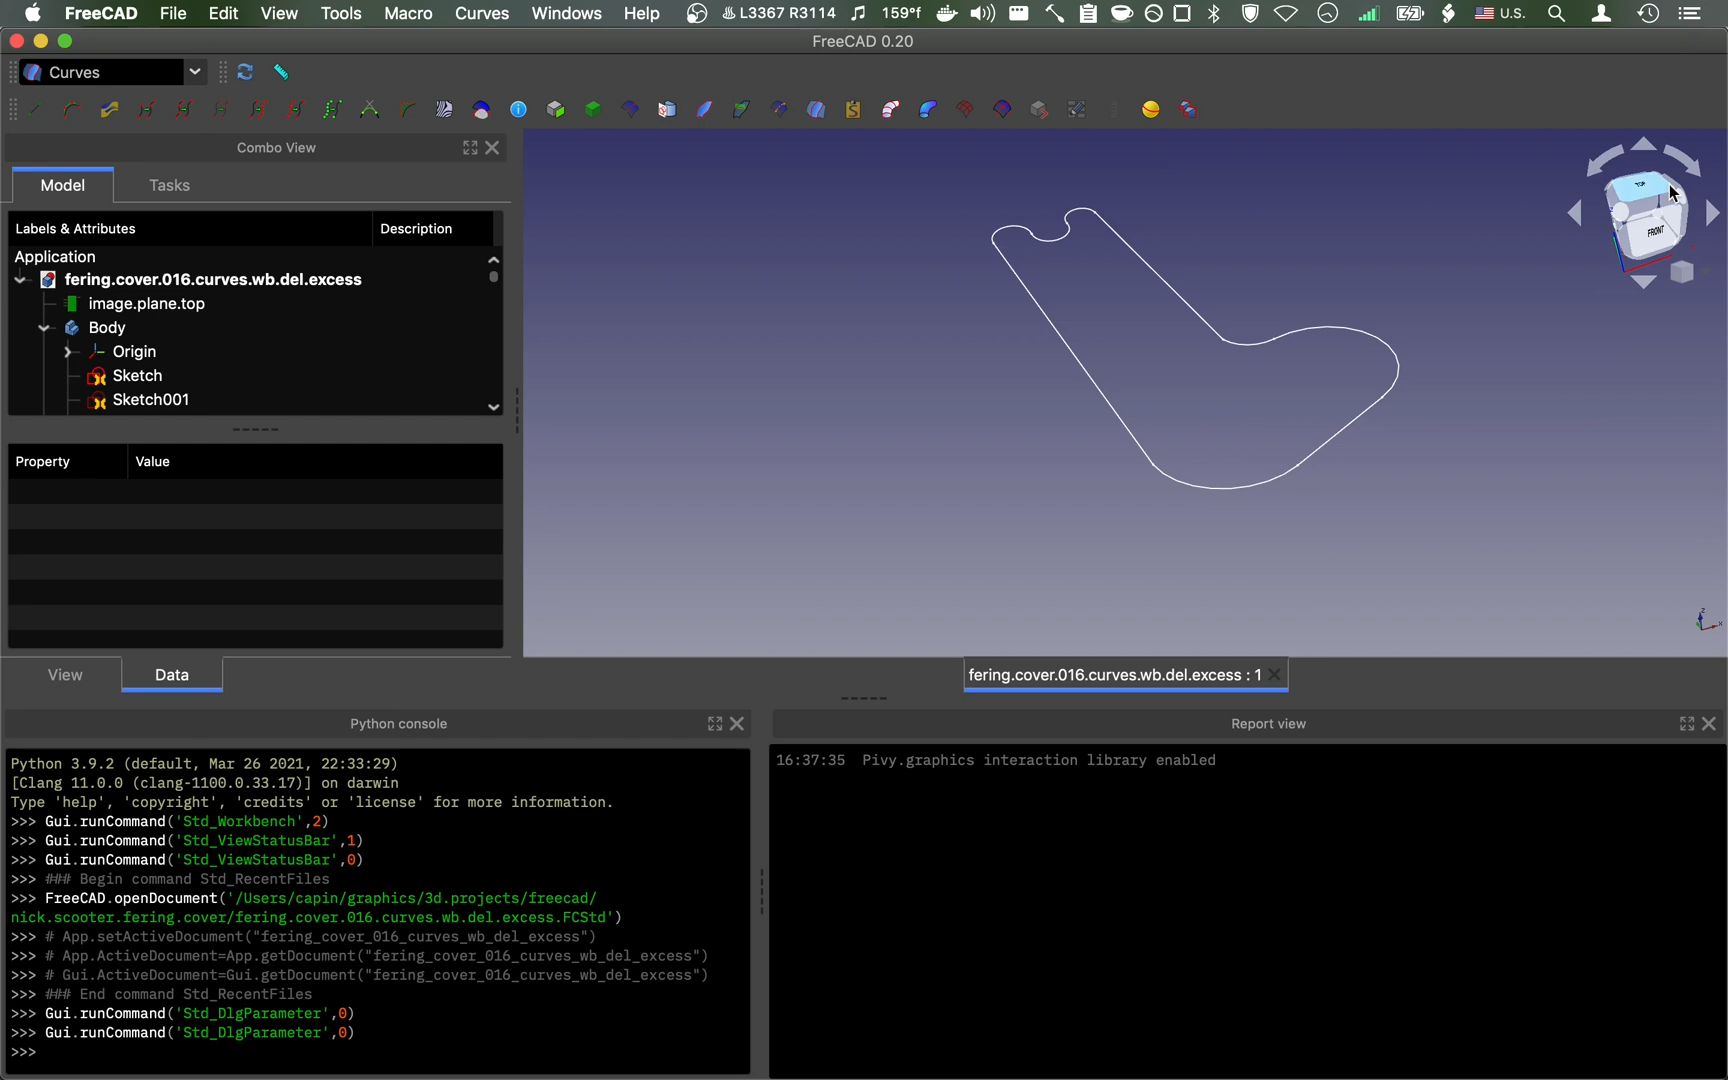 FreeCAD File Edit View Tools Macro Curves Windows Help L3367 R3114 159°f U.S.
FreeCAD 0.20
Curves
Combo View
Model Tasks
Labels & Attributes Description
Application
fering.cover.016.curves.wb.del.excess
image.plane.top
Body
Origin
Sketch
Sketch001
Property Value
View Data
TOP
FRONT
Z
X
fering.cover.016.curves.wb.del.excess : 1
Python console
Python 3.9.2 (default, Mar 26 2021, 22:33:29)
[Clang 11.0.0 (clang-1100.0.33.17)] on darwin
Type 'help', 'copyright', 'credits' or 'license' for more information.
>>> Gui.runCommand('Std_Workbench',2)
>>> Gui.runCommand('Std_ViewStatusBar',1)
>>> Gui.runCommand('Std_ViewStatusBar',0)
>>> ### Begin command Std_RecentFiles
>>> FreeCAD.openDocument('/Users/capin/graphics/3d.projects/freecad/
nick.scooter.fering.cover/fering.cover.016.curves.wb.del.excess.FCStd')
>>> # App.setActiveDocument("fering_cover_016_curves_wb_del_excess")
>>> # App.ActiveDocument=App.getDocument("fering_cover_016_curves_wb_del_excess")
>>> # Gui.ActiveDocument=Gui.getDocument("fering_cover_016_curves_wb_del_excess")
>>> ### End command Std_RecentFiles
>>> Gui.runCommand('Std_DlgParameter',0)
>>> Gui.runCommand('Std_DlgParameter',0)
>>>
Report view
16:37:35 Pivy.graphics interaction library enabled